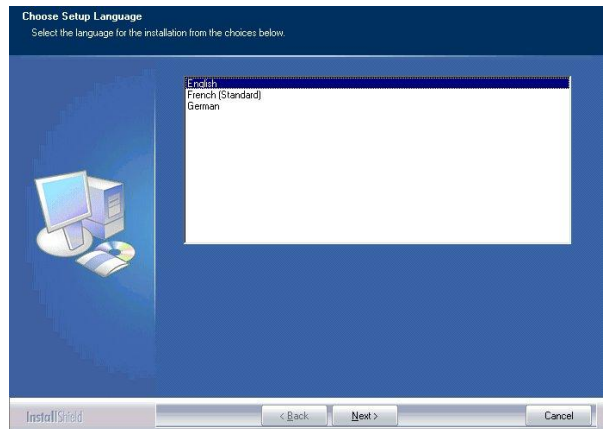 Choose Setup Language
Select the language for the installation from the choices below.
English
French (Standard)
German
InstallShield
< Back
Next >
Cancel